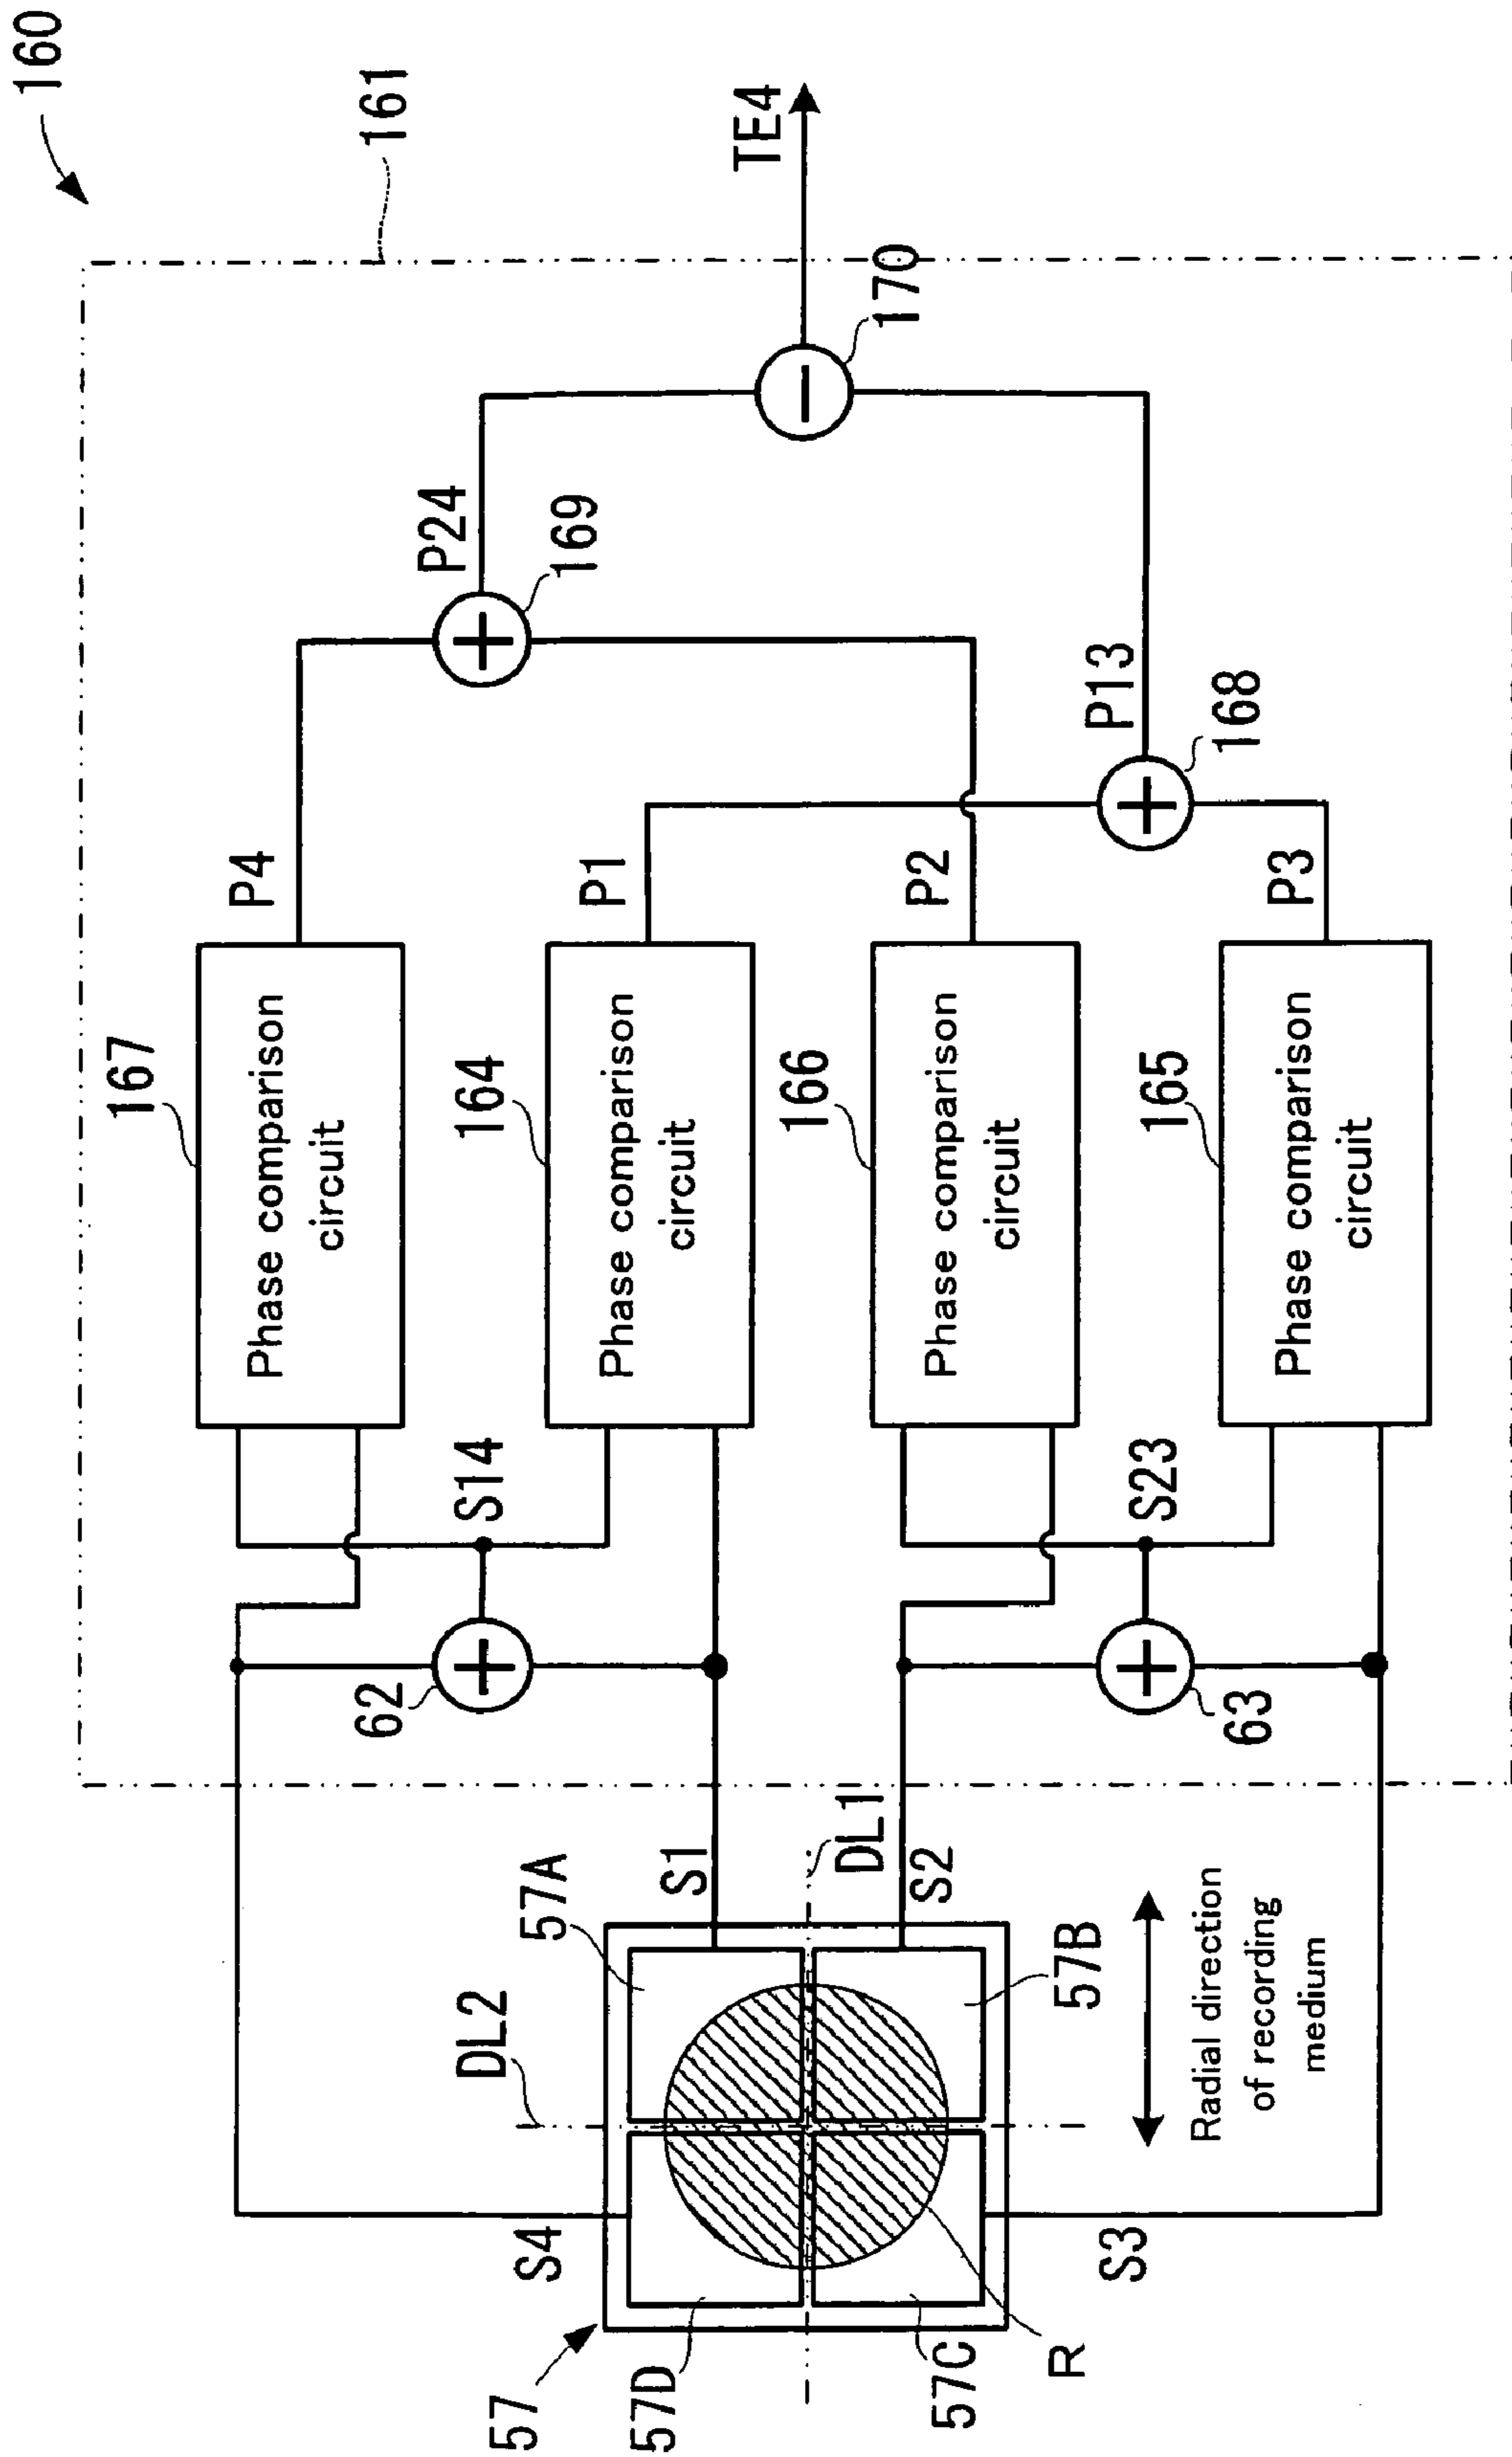 160
161
TE4
170
P24
169
P13
168
P4
P1
P2
P3
167
164
166
165
Phase comparison
circuit
Phase comparison
circuit
Phase comparison
circuit
Phase comparison
circuit
S14
S23
62
63
S1
DL1
S2
57A
DL2
57B
Radial direction
of recording
medium
S4
S3
57
57D
57C
R